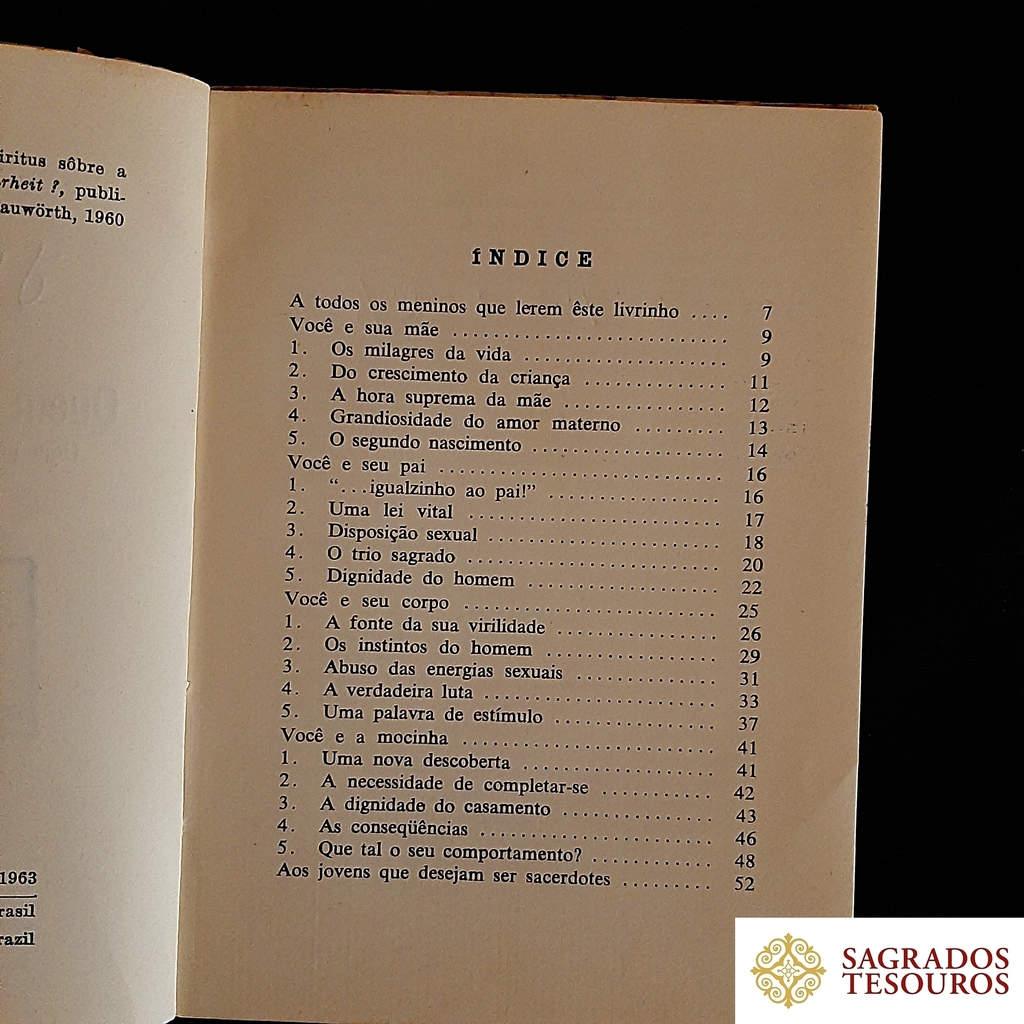 iritus sôbre a
rheit ?, publi-
auwörth, 1960
1963
rasil
razil
íNDICE
A todos os meninos que lerem êste livrinho .... 7
Você e sua mãe ........................... 9
1. Os milagres da vida .................... 9
2. Do crescimento da criança .............. 11
3. A hora suprema da mãe ................ 12
4. Grandiosidade do amor materno ......... 13
5. O segundo nascimento ................... 14
Você e seu pai ............................ 16
1. “...igualzinho ao pai!” ................. 16
2. Uma lei vital .......................... 17
3. Disposição sexual ....................... 18
4. O trio sagrado ......................... 20
5. Dignidade do homem ................... 22
Você e seu corpo ......................... 25
1. A fonte da sua virilidade ................ 26
2. Os instintos do homem ................. 29
3. Abuso das energias sexuais .............. 31
4. A verdadeira luta ....................... 33
5. Uma palavra de estímulo ................ 37
Você e a mocinha ......................... 41
1. Uma nova descoberta ................... 41
2. A necessidade de completar-se ........... 42
3. A dignidade do casamento ............... 43
4. As conseqüências ....................... 46
5. Que tal o seu comportamento? ............ 48
Aos jovens que desejam ser sacerdotes ......... 52
SAGRADOS
TESOUROS